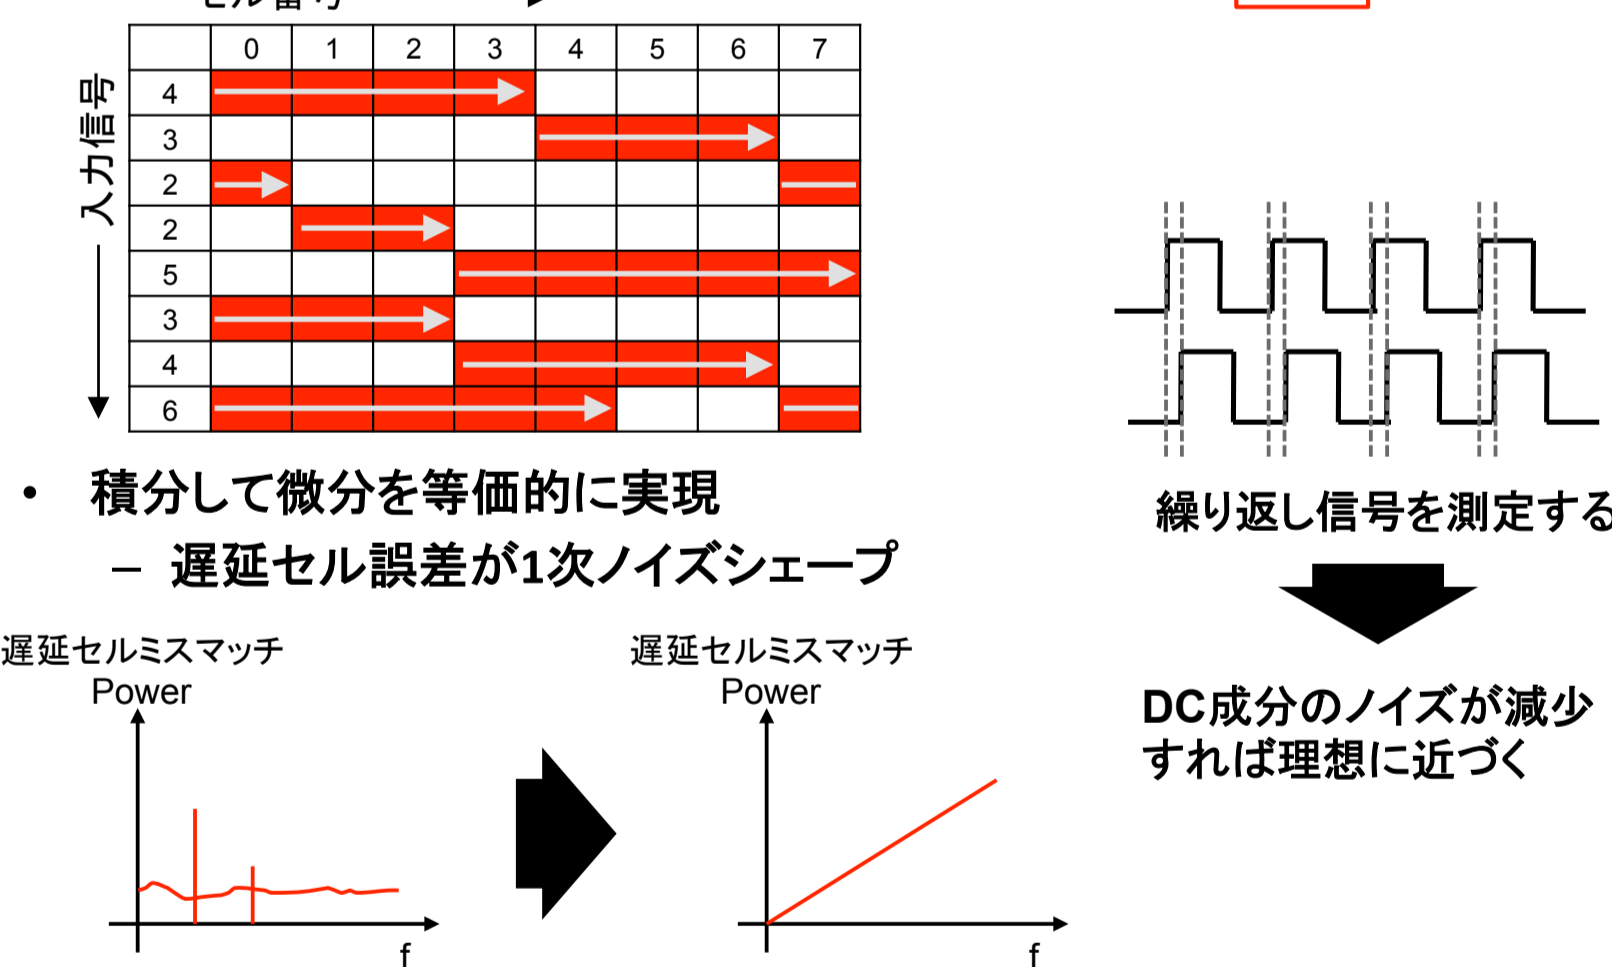 セル番号
0 1 2 3 4 5 6 7
入力信号
4
3
2
2
5
3
4
6
• 積分して微分を等価的に実現
– 遅延セル誤差が1次ノイズシェープ
遅延セルミスマッチ
Power
f
遅延セルミスマッチ
Power
f
繰り返し信号を測定する
DC成分のノイズが減少
すれば理想に近づく